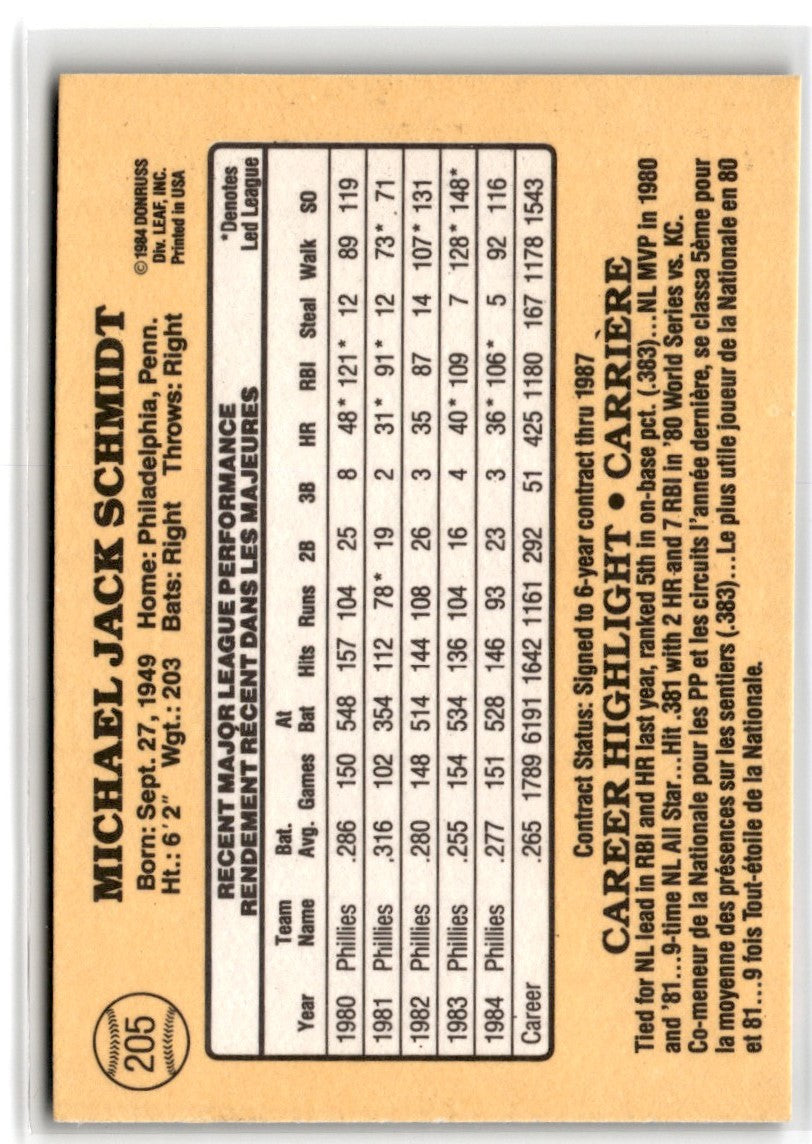 205
MICHAEL JACK SCHMIDT
©1984 DONRUSS
Div. LEAF, INC.
Printed in USA
Born: Sept. 27, 1949 Home: Philadelphia, Penn.
Ht.: 6'2" Wgt.: 203 Bats: Right Throws: Right
RECENT MAJOR LEAGUE PERFORMANCE
RENDEMENT RÉCENT DANS LES MAJEURES
*Denotes
Led League
Year Team Name Bat. Avg. Games At Bat Hits Runs 2B 3B HR RBI Steal Walk SO
1980 Phillies .286 150 548 157 104 25 8 48* 121* 12 89 119
1981 Phillies .316 102 354 112 78* 19 2 31* 91* 12 73* 71
1982 Phillies .280 148 514 144 108 26 3 35 87 14 107* 131
1983 Phillies .255 154 534 136 104 16 4 40* 109 7 128* 148*
1984 Phillies .277 151 528 146 93 23 3 36* 106* 5 92 116
Career .265 1789 6191 1642 1161 292 51 425 1180 167 1178 1543
Contract Status: Signed to 6-year contract thru 1987
CAREER HIGHLIGHT • CARRIÈRE
Tied for NL lead in RBI and HR last year, ranked 5th in on-base pct. (.383)...NL MVP in 1980
and '81...9-time NL All Star...Hit .381 with 2 HR and 7 RBI in '80 World Series vs. KC.
Co-meneur de la Nationale pour les PP et les circuits l'année dernière, se classa 5ème pour
la moyenne des présences sur les sentiers (.383)...Le plus utile joueur de la Nationale en 80
et 81...9 fois Tout-étoile de la Nationale.